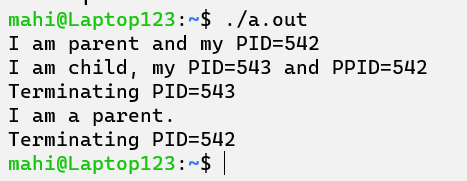 mahi@Laptop123:~$ ./a.out
I am parent and my PID=542
I am child, my PID=543 and PPID=542
Terminating PID=543
I am a parent.
Terminating PID=542
mahi@Laptop123:~$